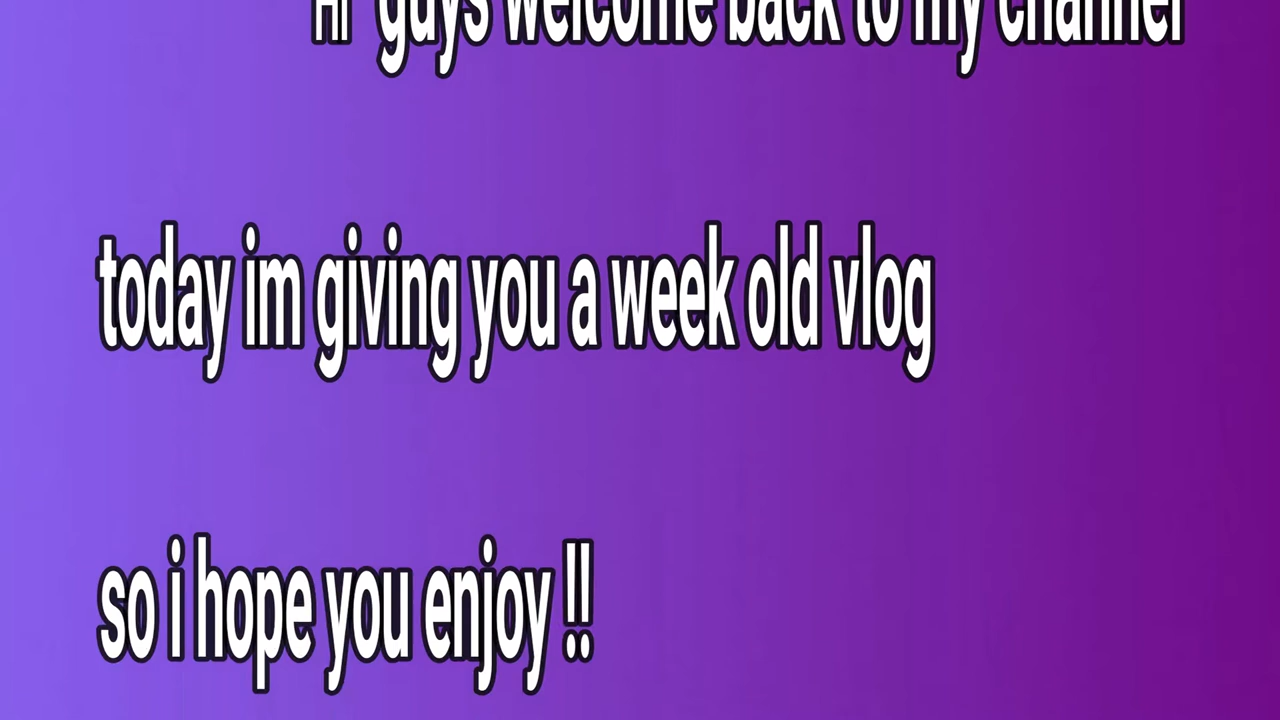 Hi guys welcome back to my channel
today im giving you a week old vlog
so i hope you enjoy !!